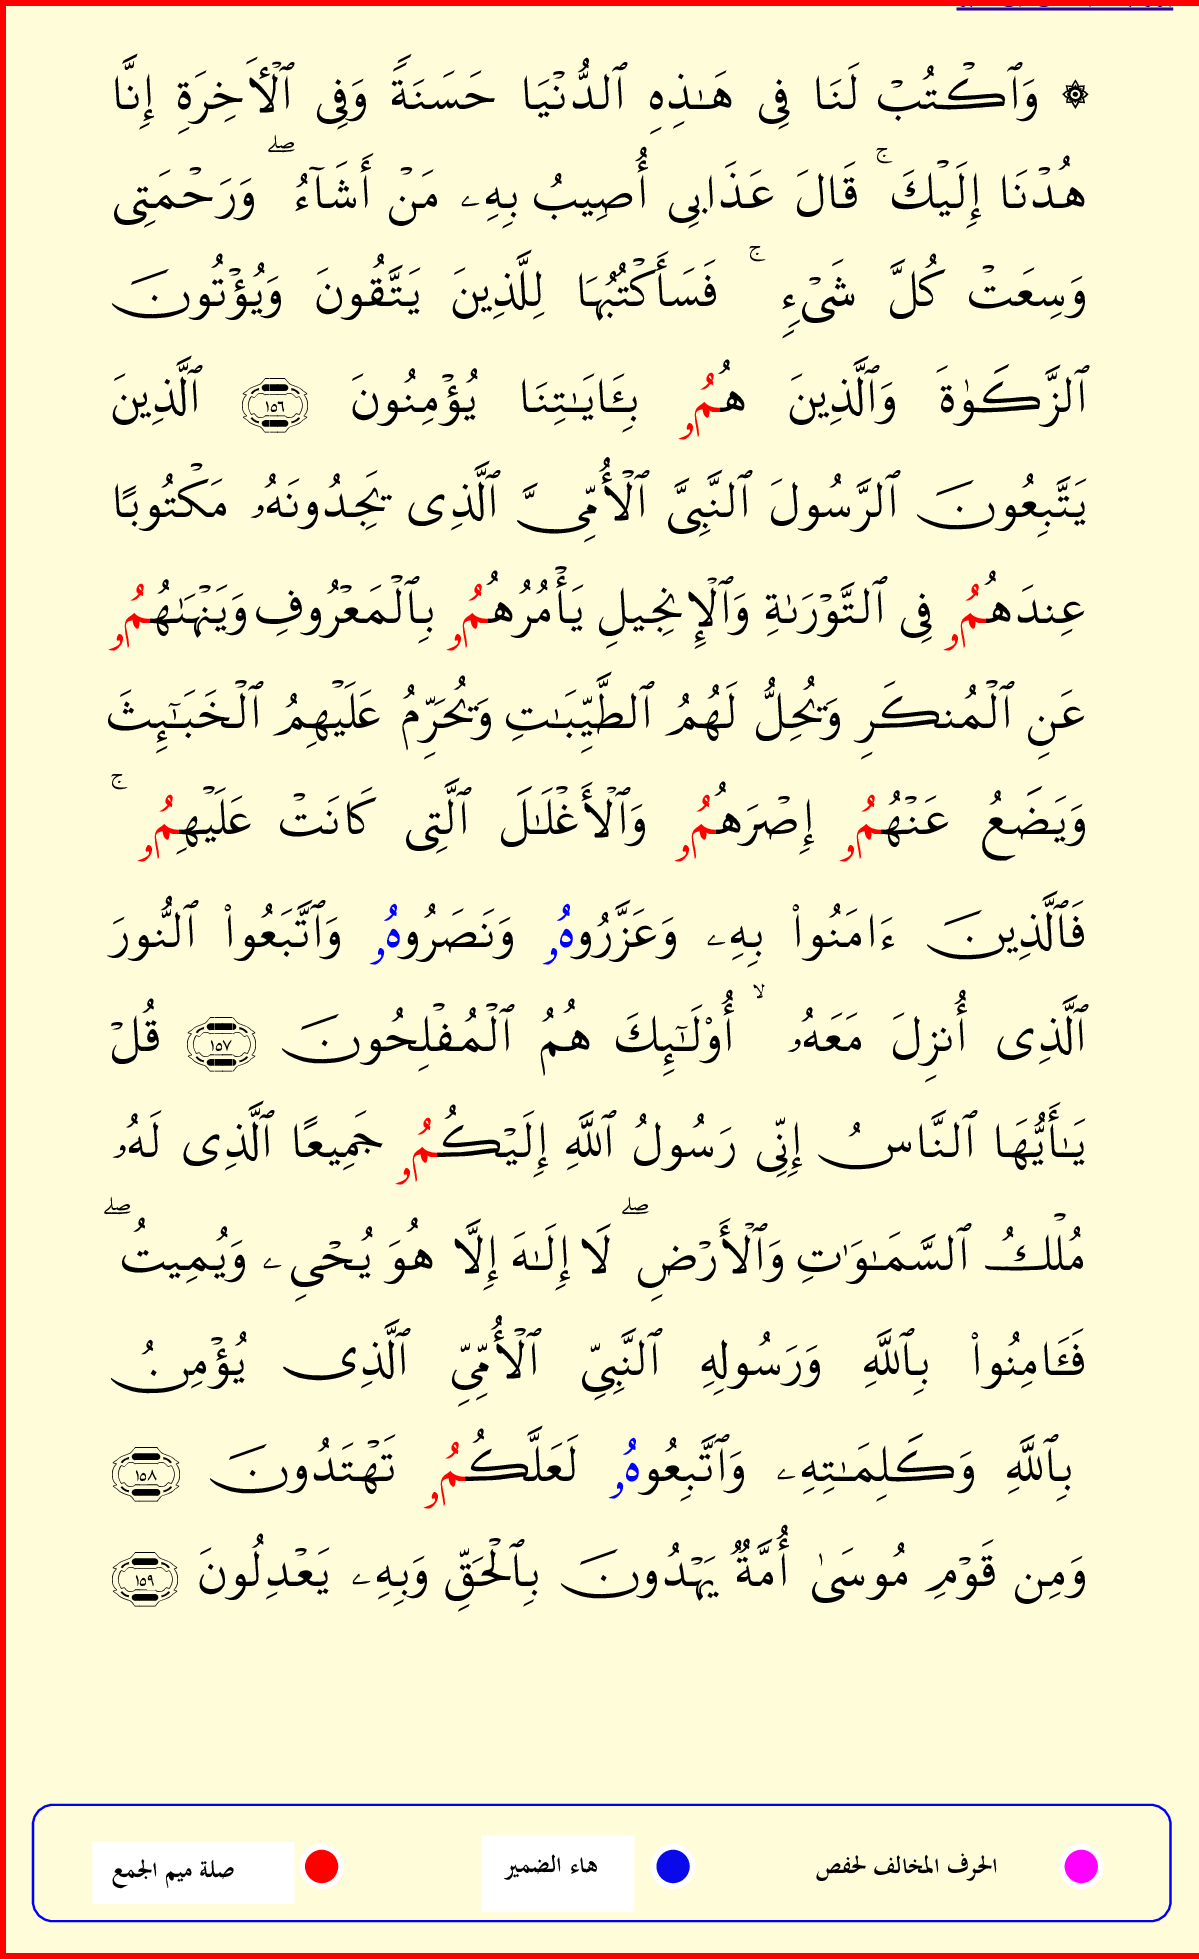 ۞ وَٱكۡتُبۡ لَنَا فِى هَـٰذِهِ ٱلدُّنۡيَا حَسَنَةً وَفِى ٱلۡأَخِرَةِ إِنَّا
هُدۡنَا إِلَيۡكَ ۚ قَالَ عَذَابِى أُصِيبُ بِهِۦ مَنۡ أَشَآءُ ۖ وَرَحۡمَتِى
وَسِعَتۡ كُلَّ شَىۡءٍ ۚ فَسَأَكۡتُبُهَا لِلَّذِينَ يَتَّقُونَ وَيُؤۡتُونَ
ٱلزَّكَوٰةَ وَٱلَّذِينَ هُمُو بِـَٔايَـٰتِنَا يُؤۡمِنُونَ ١٥٦ ٱلَّذِينَ
يَتَّبِعُونَ ٱلرَّسُولَ ٱلنَّبِىَّ ٱلۡأُمِّىَّ ٱلَّذِى يَجِدُونَهُۥ مَكۡتُوبًا
عِندَهُمُو فِى ٱلتَّوۡرَىٰةِ وَٱلۡإِنجِيلِ يَأۡمُرُهُمُو بِٱلۡمَعۡرُوفِ وَيَنۡهَىٰهُمُو
عَنِ ٱلۡمُنكَرِ وَيُحِلُّ لَهُمُ ٱلطَّيِّبَـٰتِ وَيُحَرِّمُ عَلَيۡهِمُ ٱلۡخَبَـٰٓئِثَ
وَيَضَعُ عَنۡهُمُو إِصۡرَهُمُو وَٱلۡأَغۡلَـٰلَ ٱلَّتِى كَانَتۡ عَلَيۡهِمُو ۚ
فَٱلَّذِينَ ءَامَنُوا۟ بِهِۦ وَعَزَّرُوهُو وَنَصَرُوهُو وَٱتَّبَعُوا۟ ٱلنُّورَ
ٱلَّذِى أُنزِلَ مَعَهُۥ ۙ أُو۟لَـٰٓئِكَ هُمُ ٱلۡمُفۡلِحُونَ ١٥٧ قُلۡ
يَـٰأَيُّهَا ٱلنَّاسُ إِنِّى رَسُولُ ٱللَّهِ إِلَيۡكُمُو جَمِيعًا ٱلَّذِى لَهُۥ
مُلۡكُ ٱلسَّمَـٰوَٰتِ وَٱلۡأَرۡضِ ۖ لَا إِلَـٰهَ إِلَّا هُوَ يُحۡىِۦ وَيُمِيتُ ۖ
فَـَٔامِنُوا۟ بِٱللَّهِ وَرَسُولِهِ ٱلنَّبِىِّ ٱلۡأُمِّىِّ ٱلَّذِى يُؤۡمِنُ
بِٱللَّهِ وَكَلِمَـٰتِهِۦ وَٱتَّبِعُوهُو لَعَلَّكُمُو تَهۡتَدُونَ ١٥٨
وَمِن قَوۡمِ مُوسَىٰ أُمَّةٌ يَهۡدُونَ بِٱلۡحَقِّ وَبِهِۦ يَعۡدِلُونَ ١٥٩
الحرف المخالف لحفص هاء الضمير صلة ميم الجمع